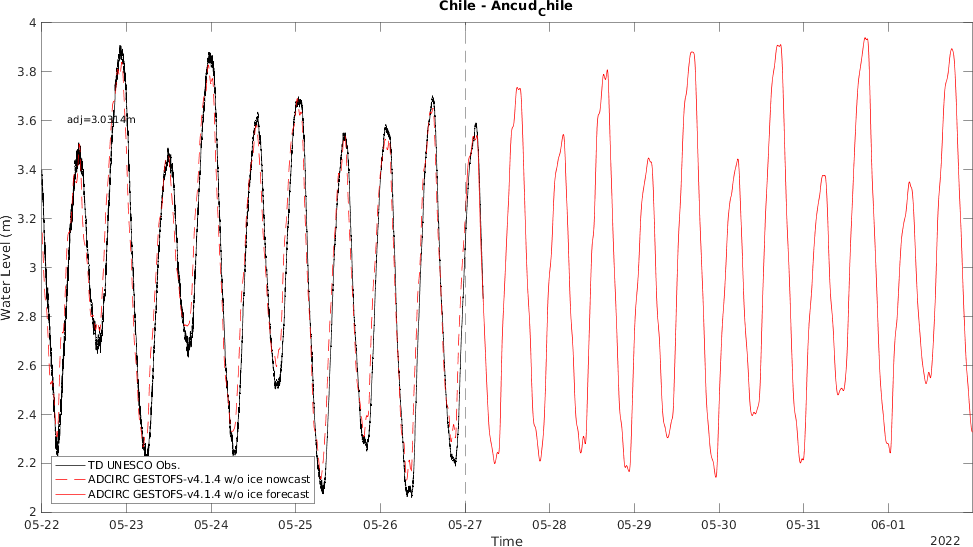 Chile - Ancud_Chile
4
3.8
3.6
3.4
3.2
3
2.8
2.6
2.4
2.2
2
Water Level (m)
adj=3.0314m
TD UNESCO Obs.
ADCIRC GESTOFS-v4.1.4 w/o ice nowcast
ADCIRC GESTOFS-v4.1.4 w/o ice forecast
05-22 05-23 05-24 05-25 05-26 05-27 05-28 05-29 05-30 05-31 06-01
Time
2022